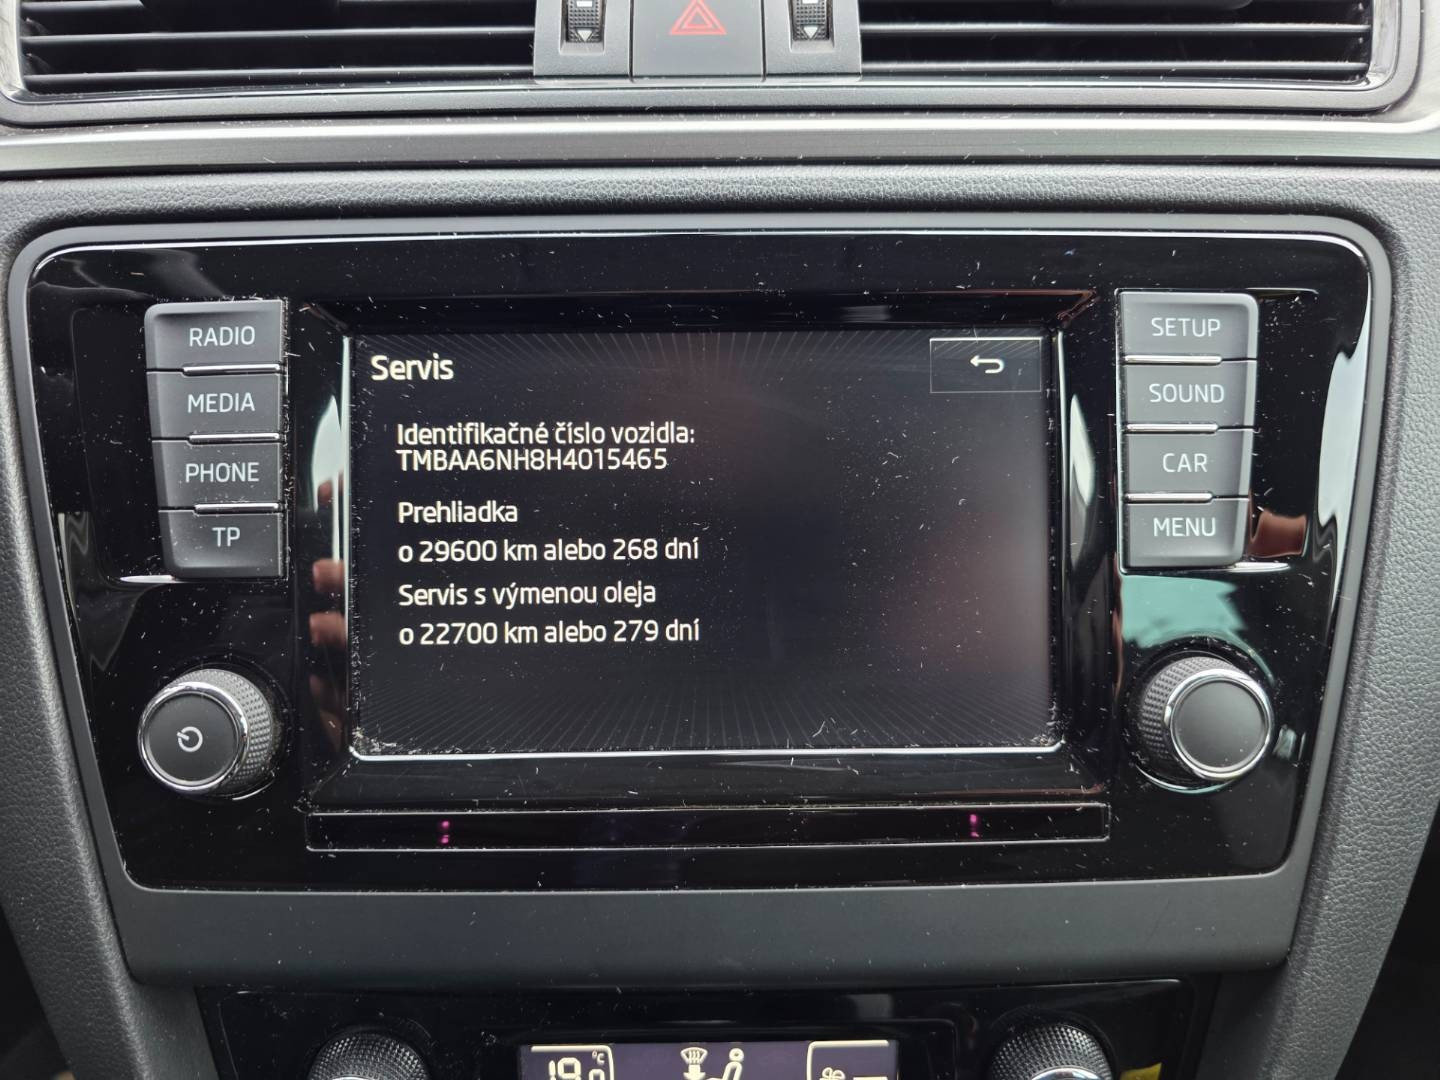 RADIO
MEDIA
PHONE
TP
Servis
Identifikačné číslo vozidla:
TMBAA6NH8H4015465
Prehliadka
o 29600 km alebo 268 dní
Servis s výmenou oleja
o 22700 km alebo 279 dní
SETUP
SOUND
CAR
MENU
°C